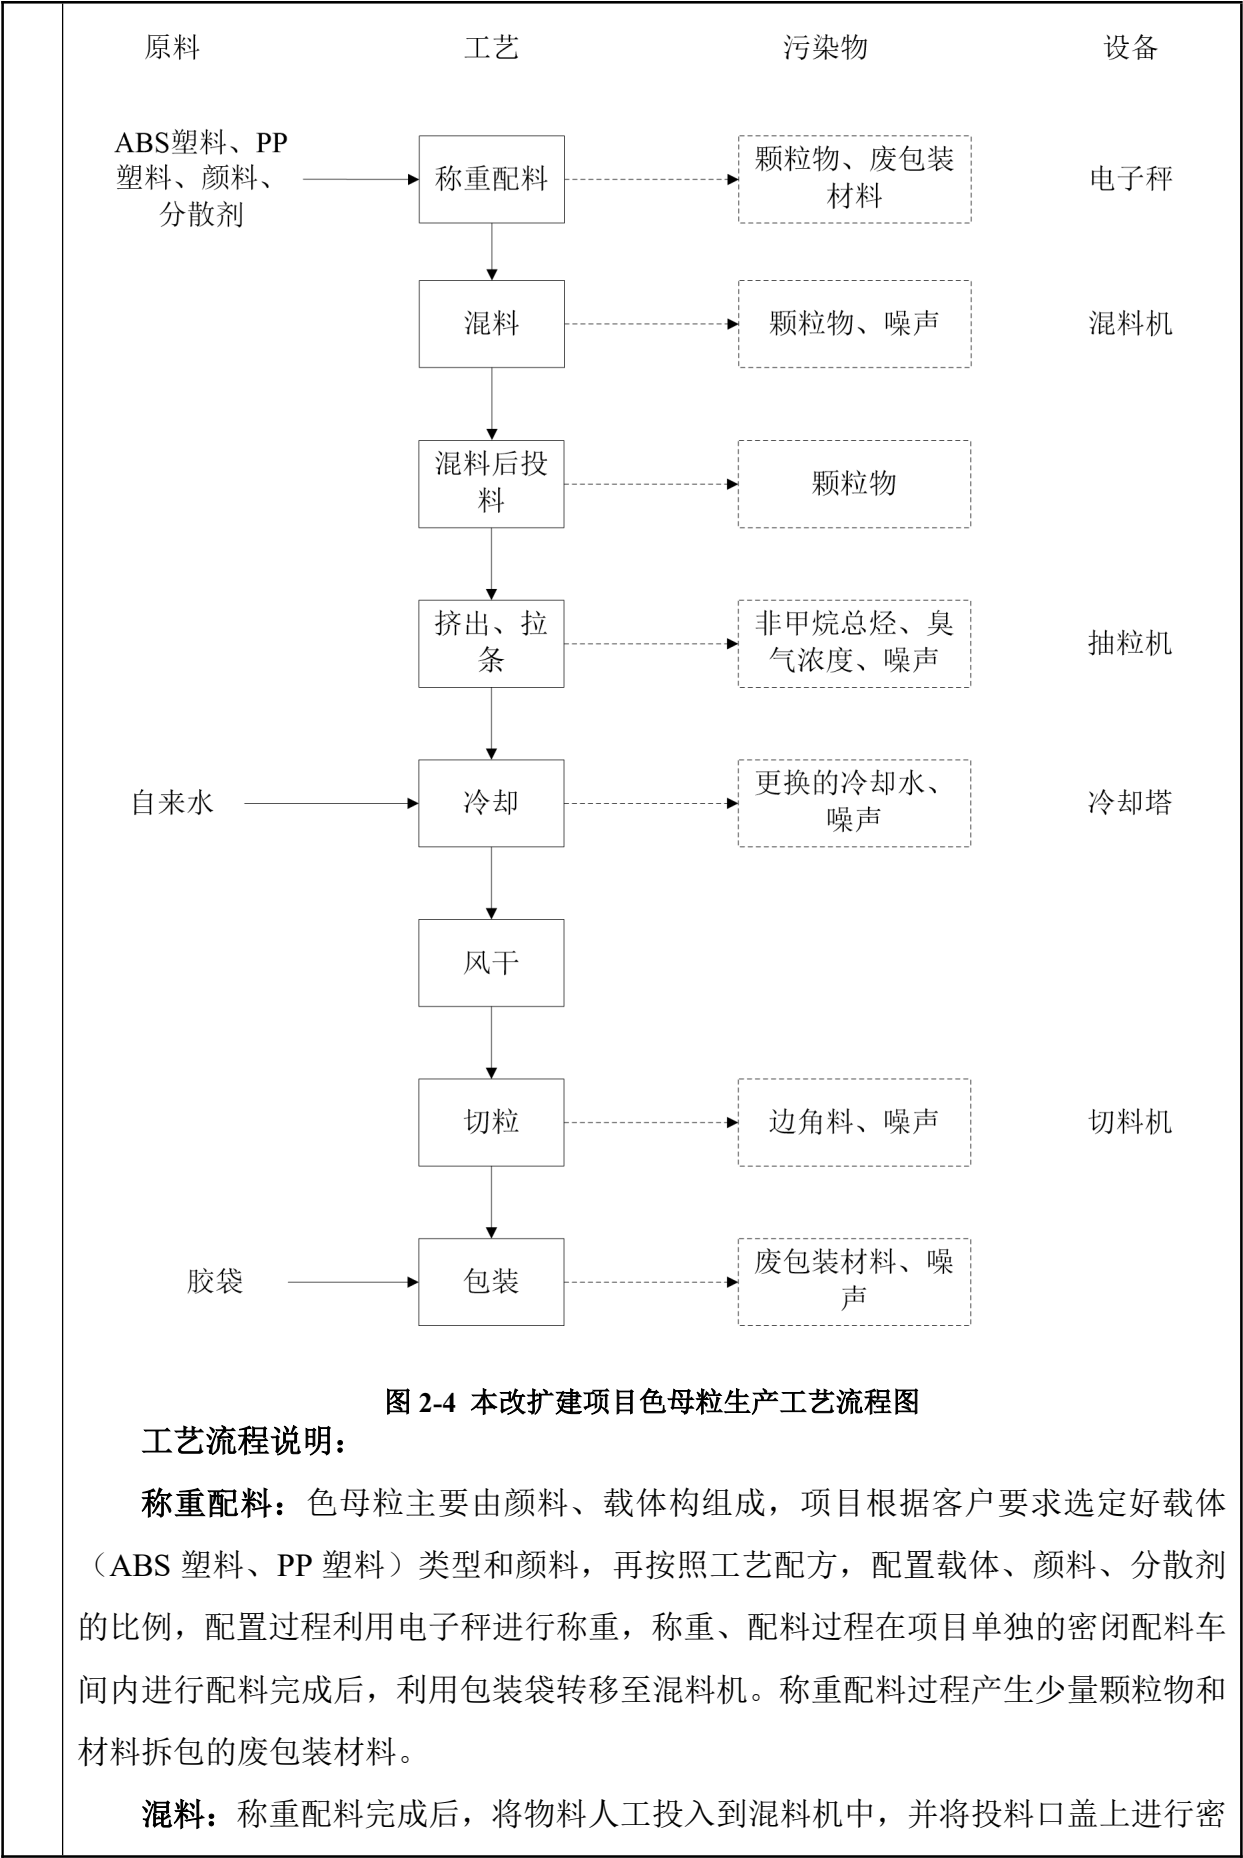 原料 工艺 污染物 设备
ABS塑料、PP
塑料、颜料、
分散剂
称重配料
颗粒物、废包装
材料
电子秤
混料
颗粒物、噪声
混料机
混料后投
料
颗粒物
挤出、拉
条
非甲烷总烃、臭
气浓度、噪声
抽粒机
自来水
冷却
更换的冷却水、
噪声
冷却塔
风干
切粒
边角料、噪声
切料机
胶袋
包装
废包装材料、噪
声
图 2-4 本改扩建项目色母粒生产工艺流程图
工艺流程说明：
称重配料：色母粒主要由颜料、载体构组成，项目根据客户要求选定好载体
（ABS 塑料、PP 塑料）类型和颜料，再按照工艺配方，配置载体、颜料、分散剂
的比例，配置过程利用电子秤进行称重，称重、配料过程在项目单独的密闭配料车
间内进行配料完成后，利用包装袋转移至混料机。称重配料过程产生少量颗粒物和
材料拆包的废包装材料。
混料：称重配料完成后，将物料人工投入到混料机中，并将投料口盖上进行密